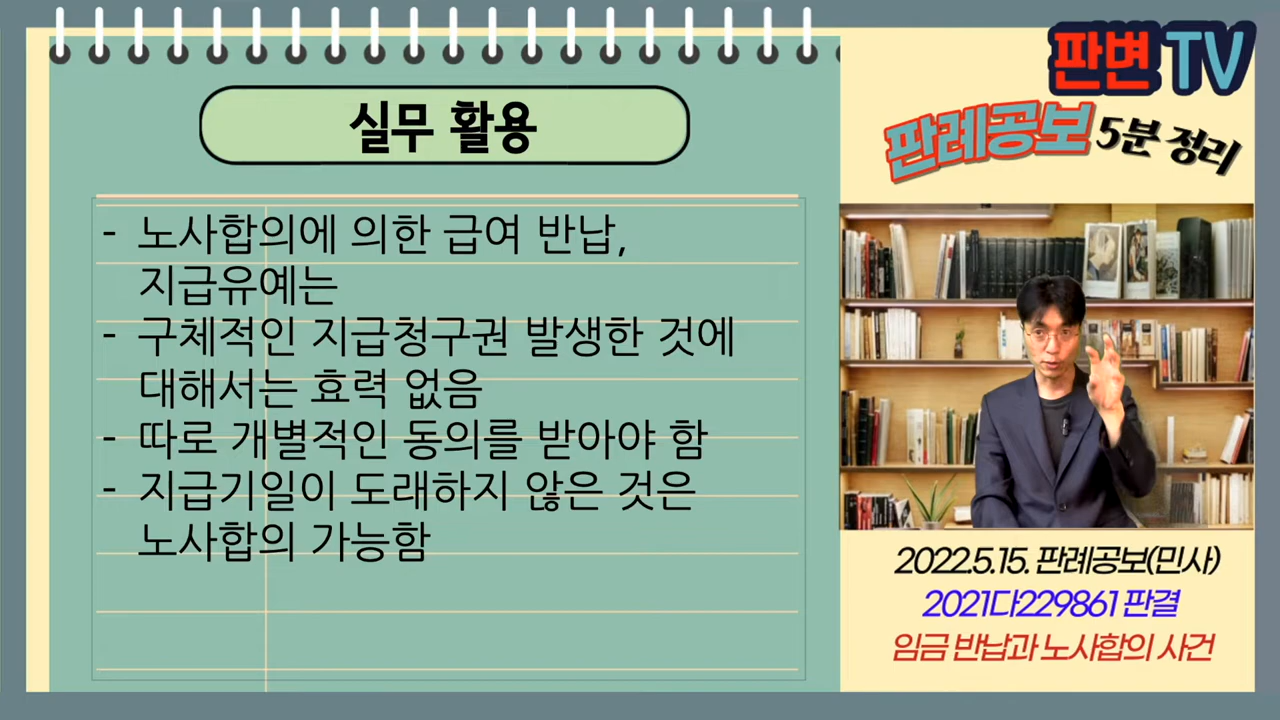 실무 활용
- 노사합의에 의한 급여 반납,
지급유예는
- 구체적인 지급청구권 발생한 것에
대해서는 효력 없음
- 따로 개별적인 동의를 받아야 함
- 지급기일이 도래하지 않은 것은
노사합의 가능함
판변 TV
판례공보 5분 정리
2022.5.15. 판례공보(민사)
2021다229861 판결
임금 반납과 노사합의 사건